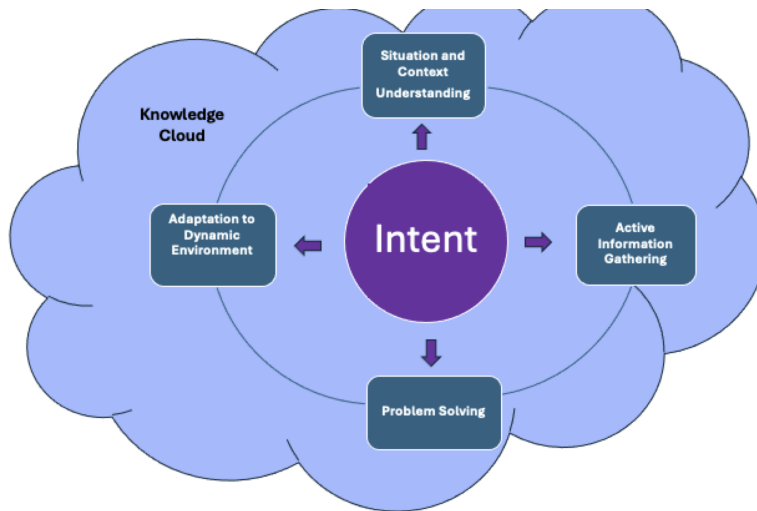 Situation and
Context
Understanding
Knowledge
Cloud
Adaptation to
Dynamic
Environment
Intent
Active
Information
Gathering
Problem Solving